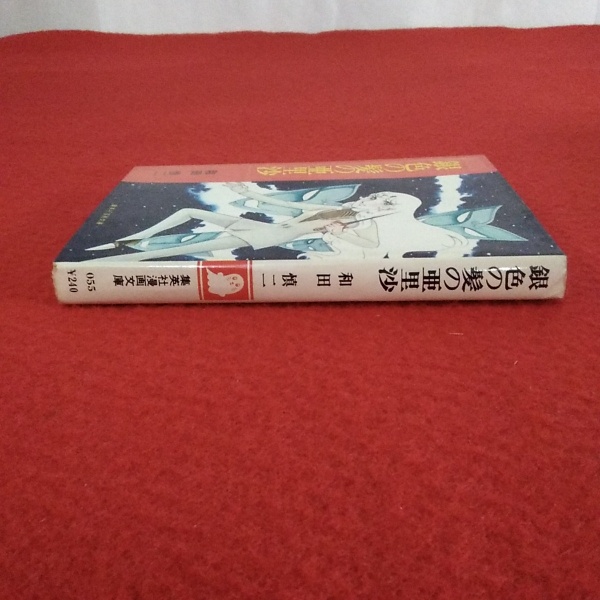 銀色の髪の亜里沙
和田慎二
集英社漫画文庫
055
¥240
銀色の髪の亜里沙